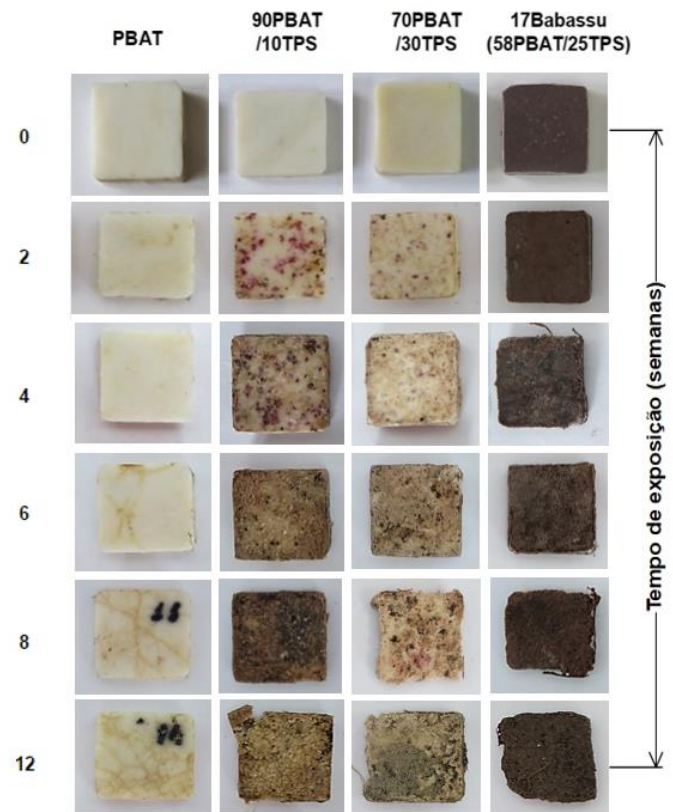 PBAT
90PBAT
/10TPS
70PBAT
/30TPS
17Babassu
(58PBAT/25TPS)
0
2
4
6
8
12
Tempo de exposição (semanas)